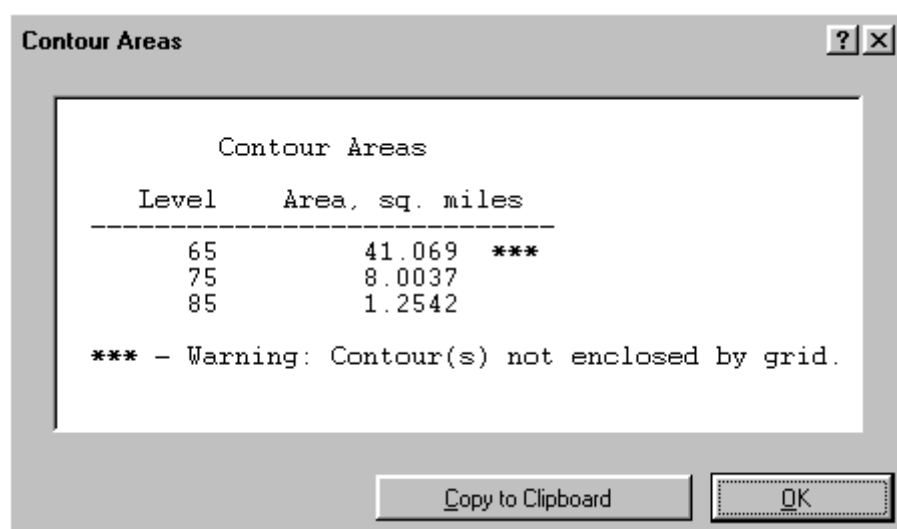 Contour Areas
? ×
Contour Areas
Level Area, sq. miles
------------------------------
65 41.069 ***
75 8.0037
85 1.2542
*** - Warning: Contour(s) not enclosed by grid.
Copy to Clipboard
OK